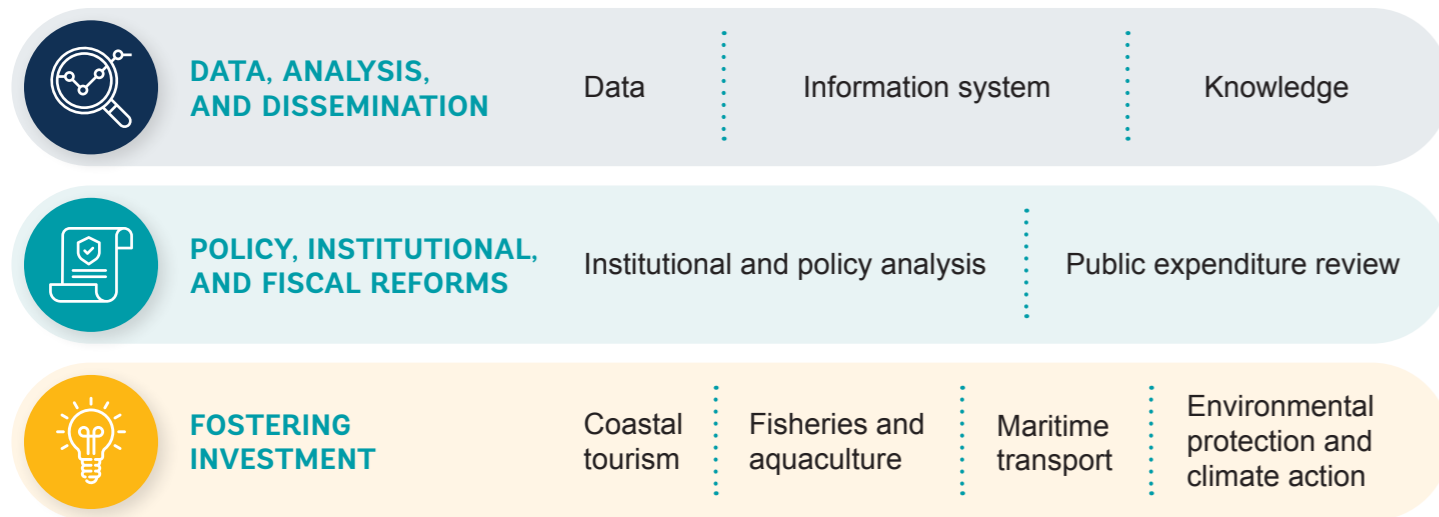 DATA, ANALYSIS,
AND DISSEMINATION
Data
Information system
Knowledge
POLICY, INSTITUTIONAL,
AND FISCAL REFORMS
Institutional and policy analysis
Public expenditure review
FOSTERING
INVESTMENT
Coastal
tourism
Fisheries and
aquaculture
Maritime
transport
Environmental
protection and
climate action